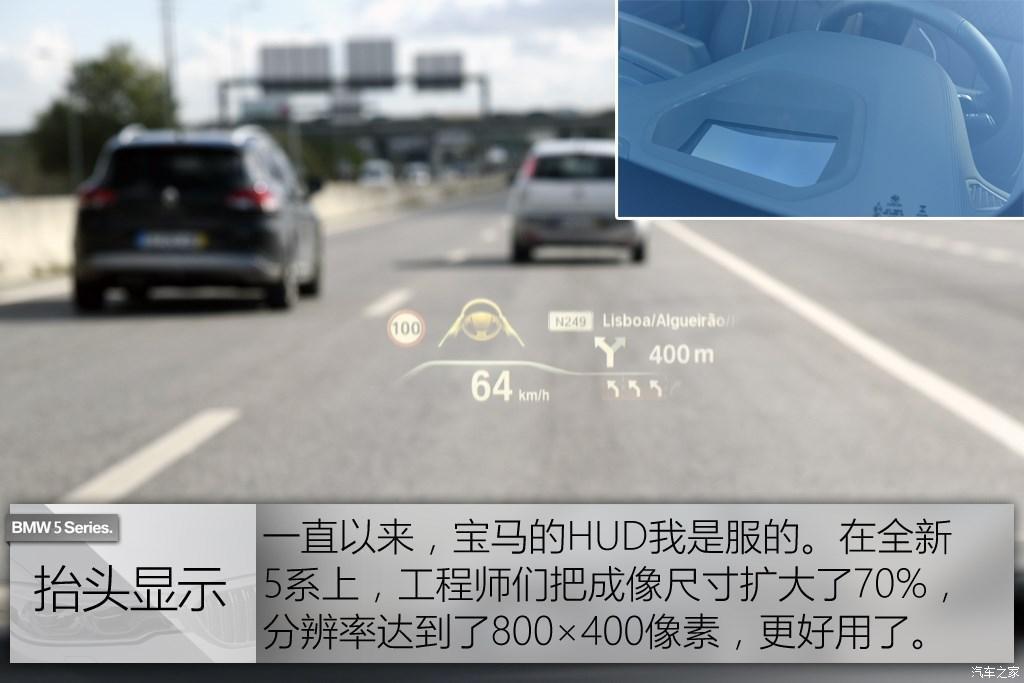 100
N249 Lisboa/Algueirão/
400 m
64 km/h
BMW 5 Series.
抬头显示
一直以来，宝马的HUD我是服的。在全新
5系上，工程师们把成像尺寸扩大了70%，
分辨率达到了800×400像素，更好用了。
汽车之家